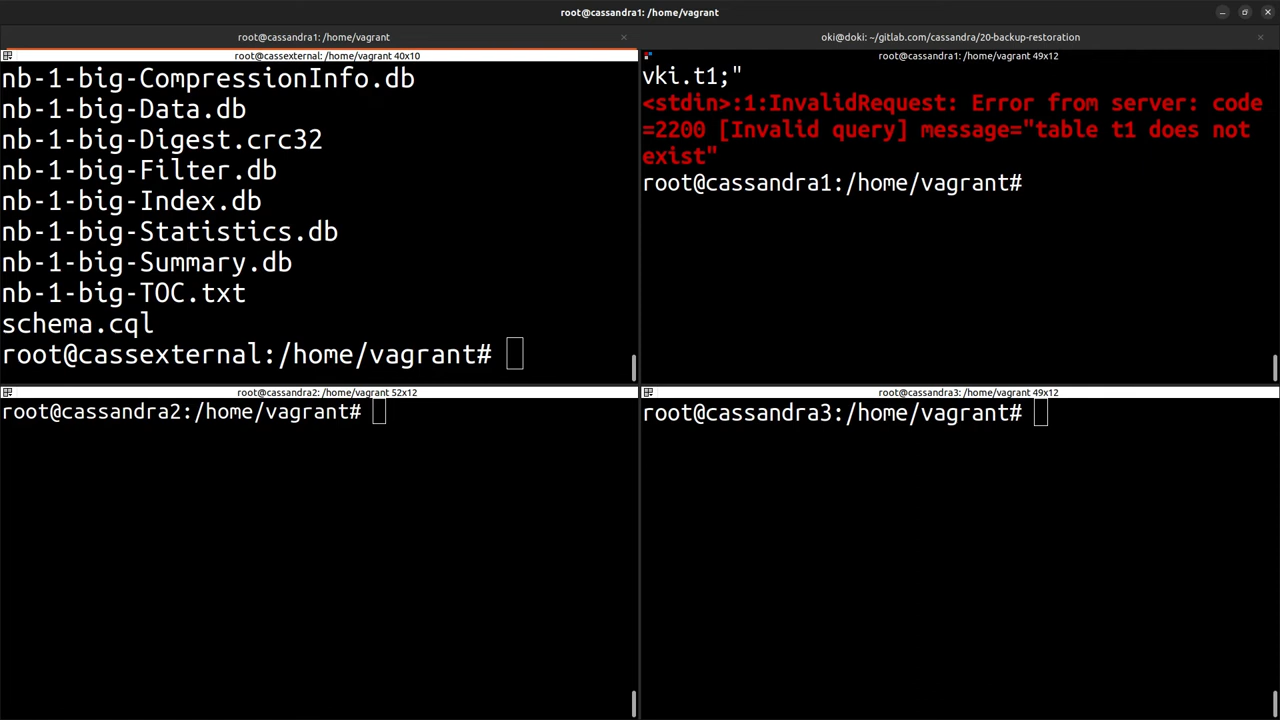 root@cassandra1: /home/vagrant
root@cassandra1: /home/vagrant
oki@doki: ~/gitlab.com/cassandra/20-backup-restoration
root@cassexternal: /home/vagrant 40x10
nb-1-big-CompressionInfo.db
nb-1-big-Data.db
nb-1-big-Digest.crc32
nb-1-big-Filter.db
nb-1-big-Index.db
nb-1-big-Statistics.db
nb-1-big-Summary.db
nb-1-big-TOC.txt
schema.cql
root@cassexternal:/home/vagrant#
root@cassandra1: /home/vagrant 49x12
vki.t1;"
<stdin>:1:InvalidRequest: Error from server: code
=2200 [Invalid query] message="table t1 does not
exist"
root@cassandra1:/home/vagrant#
root@cassandra2: /home/vagrant 52x12
root@cassandra2:/home/vagrant#
root@cassandra3: /home/vagrant 49x12
root@cassandra3:/home/vagrant#